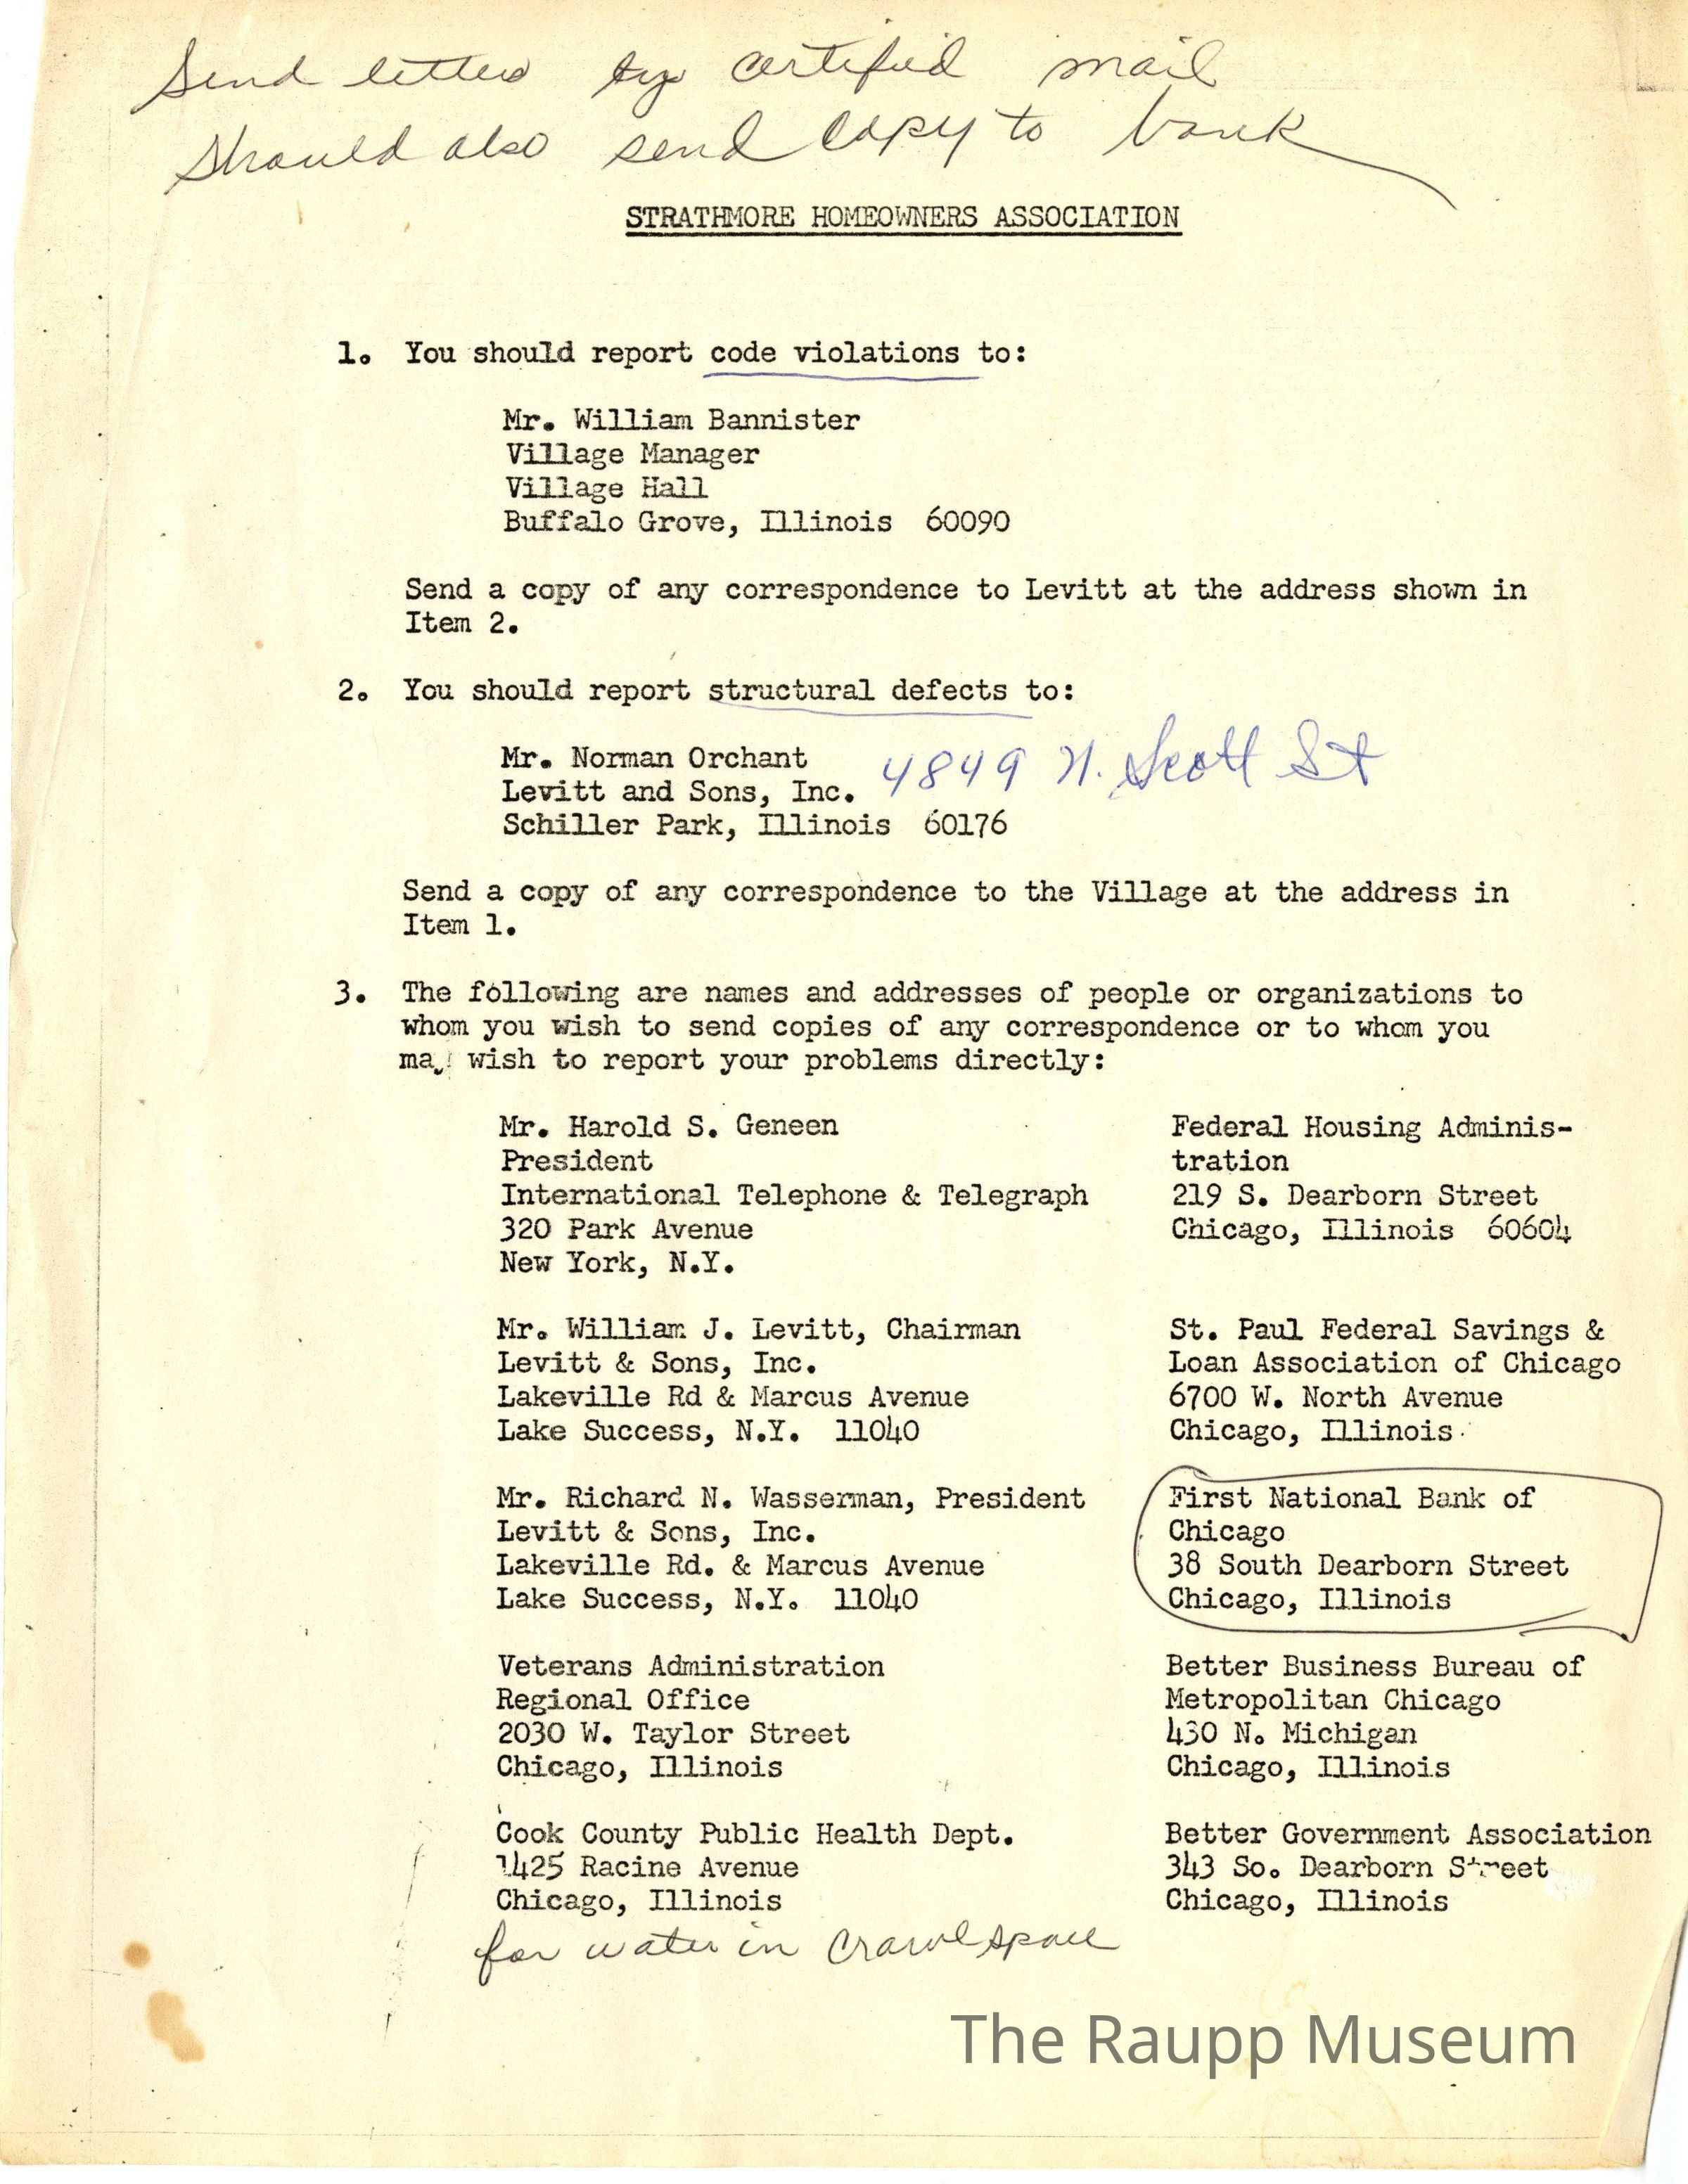 Send letters by certified mail
Should also send copy to bank
STRATHMORE HOMEOWNERS ASSOCIATION
1. You should report code violations to:
Mr. William Bannister
Village Manager
Village Hall
Buffalo Grove, Illinois 60090
Send a copy of any correspondence to Levitt at the address shown in
Item 2.
2. You should report structural defects to:
Mr. Norman Orchant
Levitt and Sons, Inc. 4849 N. Scott St
Schiller Park, Illinois 60176
Send a copy of any correspondence to the Village at the address in
Item 1.
3. The following are names and addresses of people or organizations to
whom you wish to send copies of any correspondence or to whom you
may wish to report your problems directly:
Mr. Harold S. Geneen
President
International Telephone & Telegraph
320 Park Avenue
New York, N.Y.
Federal Housing Adminis-
tration
219 S. Dearborn Street
Chicago, Illinois 60604
Mr. William J. Levitt, Chairman
Levitt & Sons, Inc.
Lakeville Rd & Marcus Avenue
Lake Success, N.Y. 11040
St. Paul Federal Savings &
Loan Association of Chicago
6700 W. North Avenue
Chicago, Illinois
Mr. Richard N. Wasserman, President
Levitt & Sons, Inc.
Lakeville Rd. & Marcus Avenue
Lake Success, N.Y. 11040
First National Bank of
Chicago
38 South Dearborn Street
Chicago, Illinois
Veterans Administration
Regional Office
2030 W. Taylor Street
Chicago, Illinois
Better Business Bureau of
Metropolitan Chicago
430 N. Michigan
Chicago, Illinois
Cook County Public Health Dept.
1425 Racine Avenue
Chicago, Illinois
for water in crawl space
Better Government Association
343 So. Dearborn Street
Chicago, Illinois
The Raupp Museum